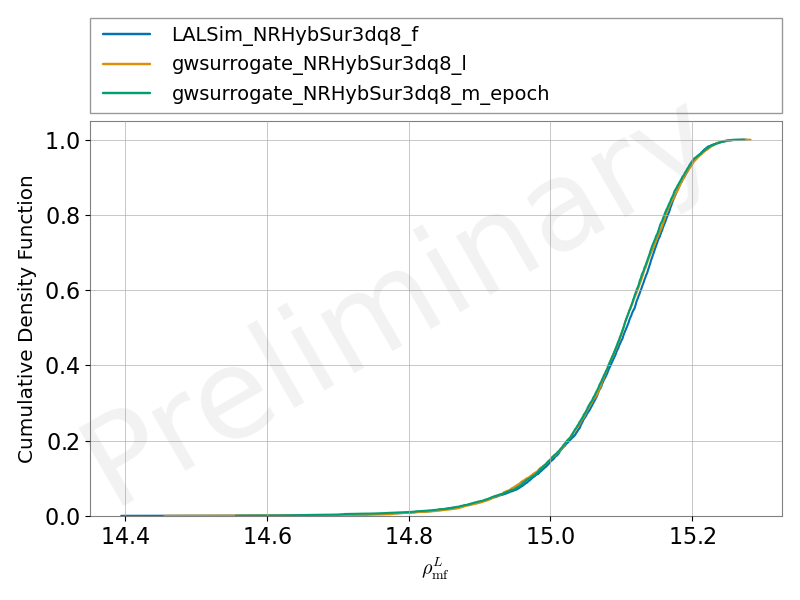 LALSim_NRHybSur3dq8_f
gwsurrogate_NRHybSur3dq8_l
gwsurrogate_NRHybSur3dq8_m_epoch
Preliminary
Cumulative Density Function
1.0
0.8
0.6
0.4
0.2
0.0
14.4 14.6 14.8 15.0 15.2
ρ_mf^L